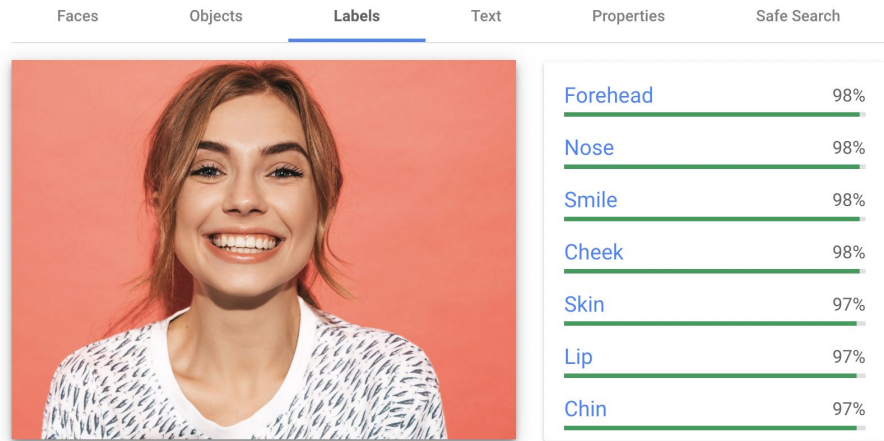 Faces Objects Labels Text Properties Safe Search
Forehead 98%
Nose 98%
Smile 98%
Cheek 98%
Skin 97%
Lip 97%
Chin 97%